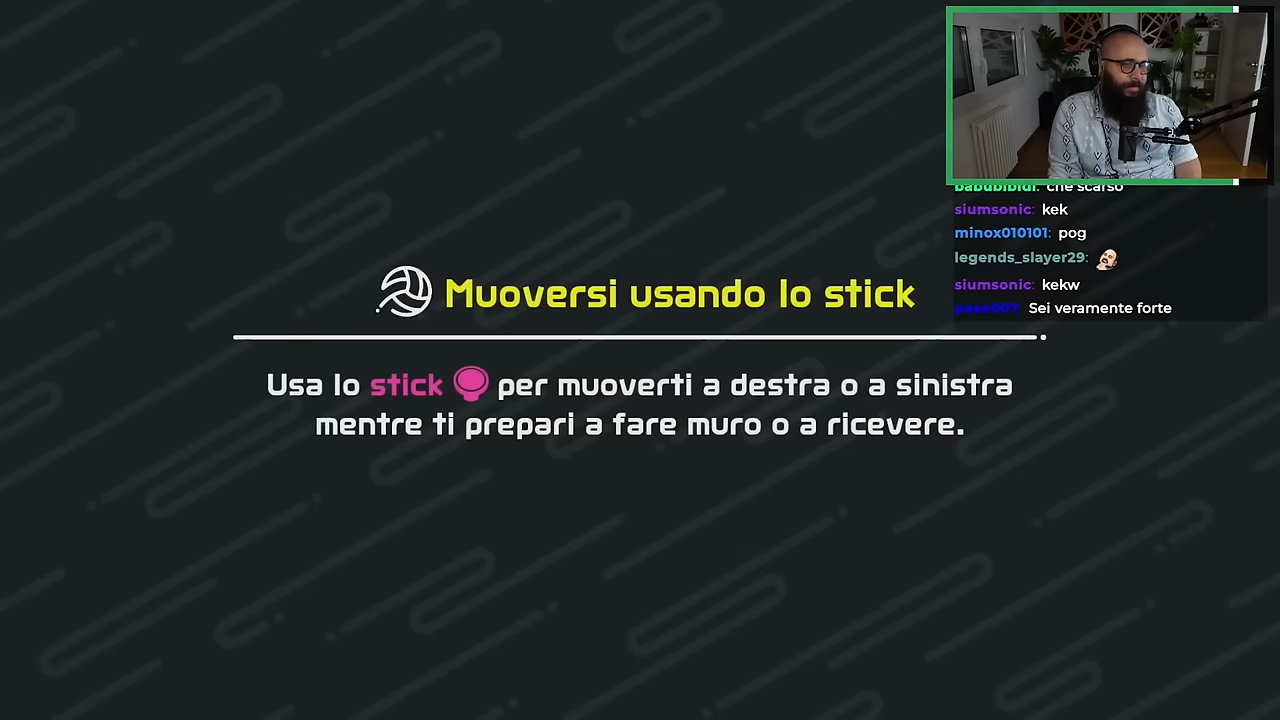 Muoversi usando lo stick
Usa lo stick per muoverti a destra o a sinistra
mentre ti prepari a fare muro o a ricevere.
babubibidi: che scarso
siumsonic: kek
minox010101: pog
legends_slayer29:
siumsonic: kekw
paso007: Sei veramente forte